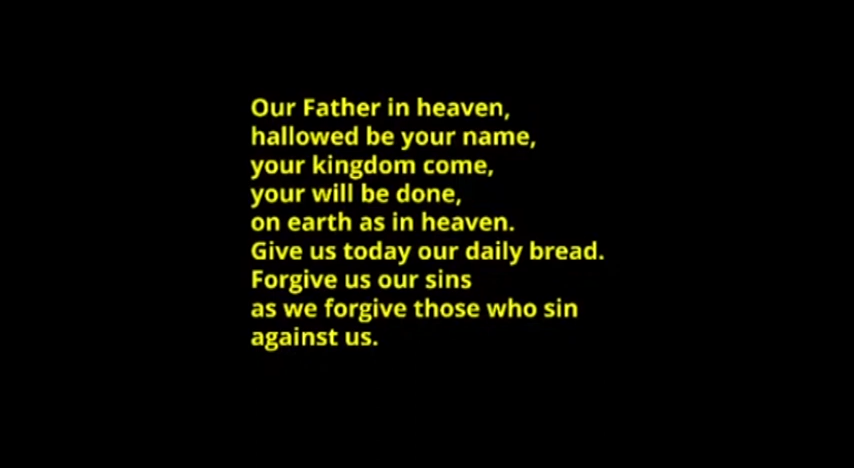 Our Father in heaven,
hallowed be your name,
your kingdom come,
your will be done,
on earth as in heaven.
Give us today our daily bread.
Forgive us our sins
as we forgive those who sin
against us.